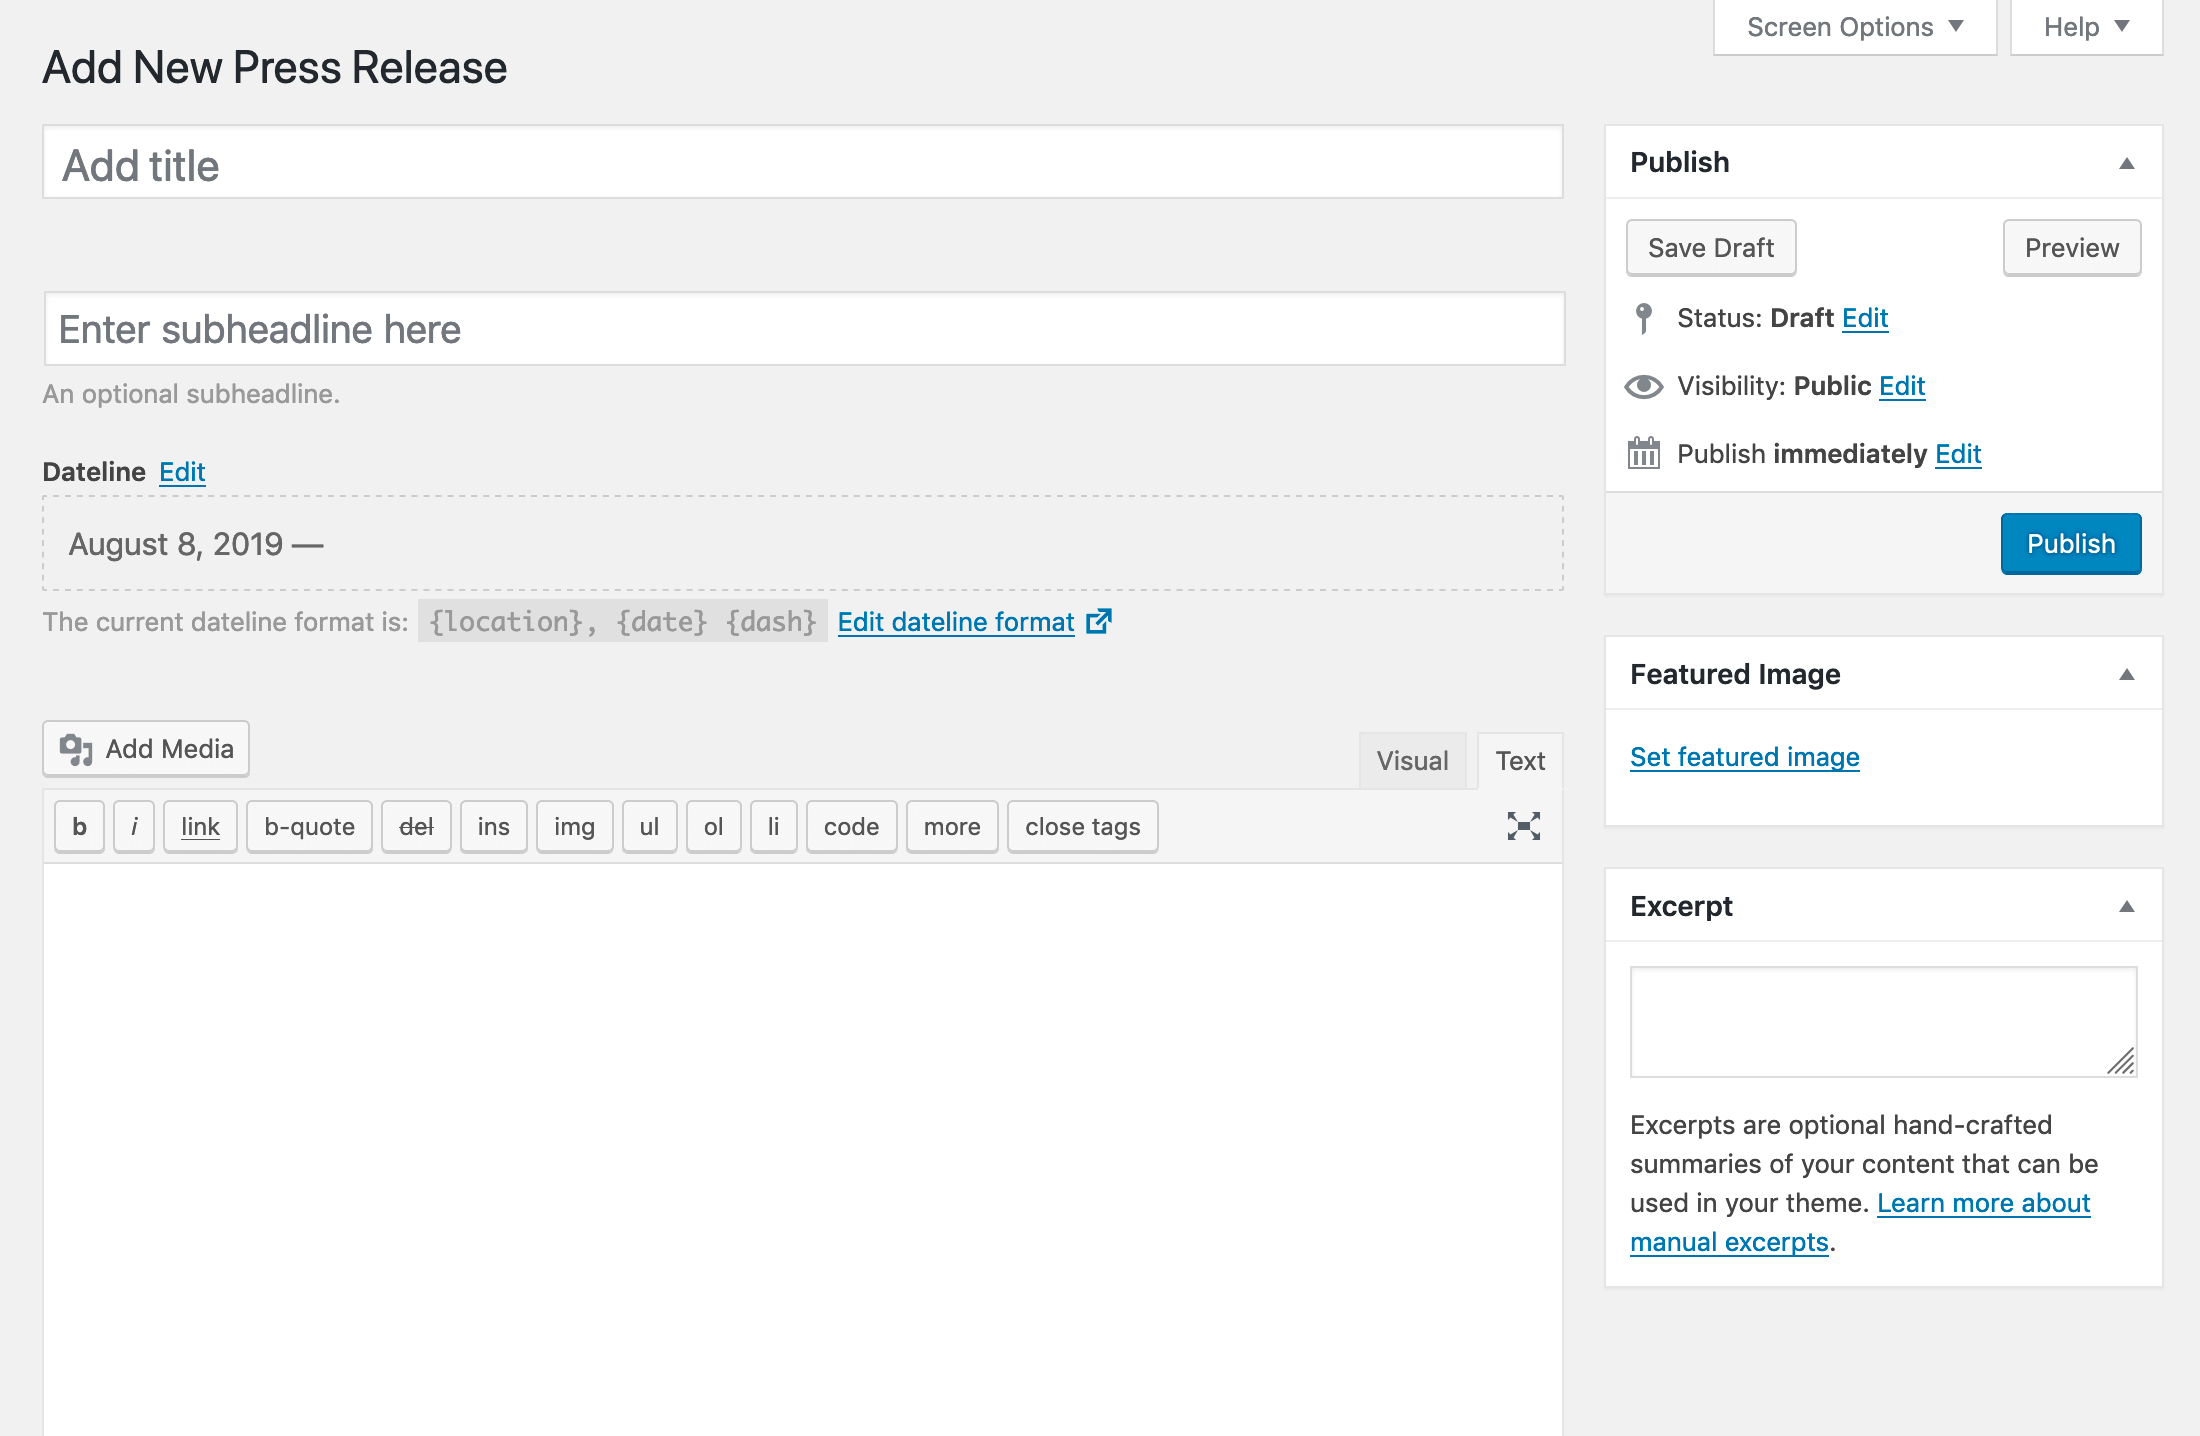 Screen Options
Help
Add New Press Release
Add title
Enter subheadline here
An optional subheadline.
Dateline Edit
August 8, 2019 —
The current dateline format is: {location}, {date} {dash} Edit dateline format
Add Media
Visual
Text
b i link b-quote del ins img ul ol li code more close tags
Publish
Save Draft
Preview
Status: Draft Edit
Visibility: Public Edit
Publish immediately Edit
Publish
Featured Image
Set featured image
Excerpt
Excerpts are optional hand-crafted
summaries of your content that can be
used in your theme. Learn more about
manual excerpts.